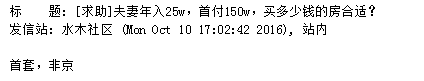 标　　题: [求助]夫妻年入25w，首付150w，买多少钱的房合适？
发信站: 水木社区 (Mon Oct 10 17:02:42 2016), 站内
首套，非京